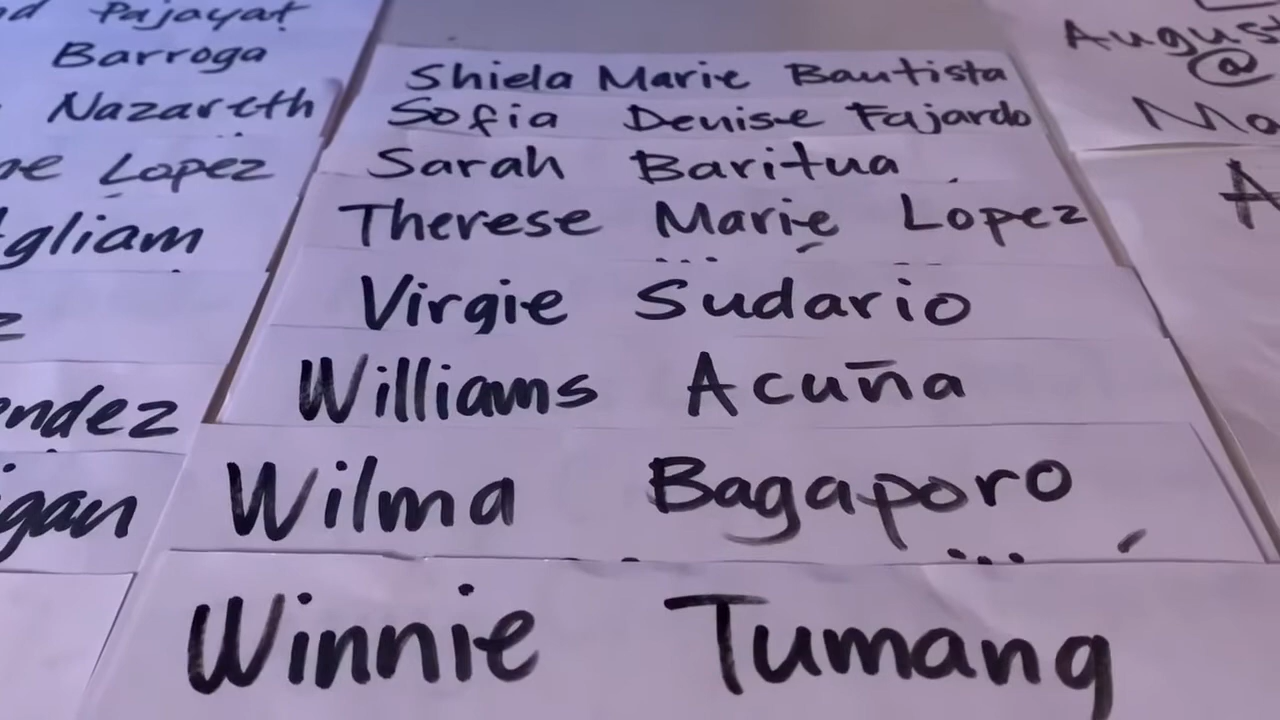 Pajayat
Barroga
Nazareth
Lopez
Shiela Marie Bautista
Sofia Denise Fajardo
Sarah Baritua
Therese Marie Lopez
Virgie Sudario
Williams Acuña
Wilma Bagaporo
Winnie Tumang
@